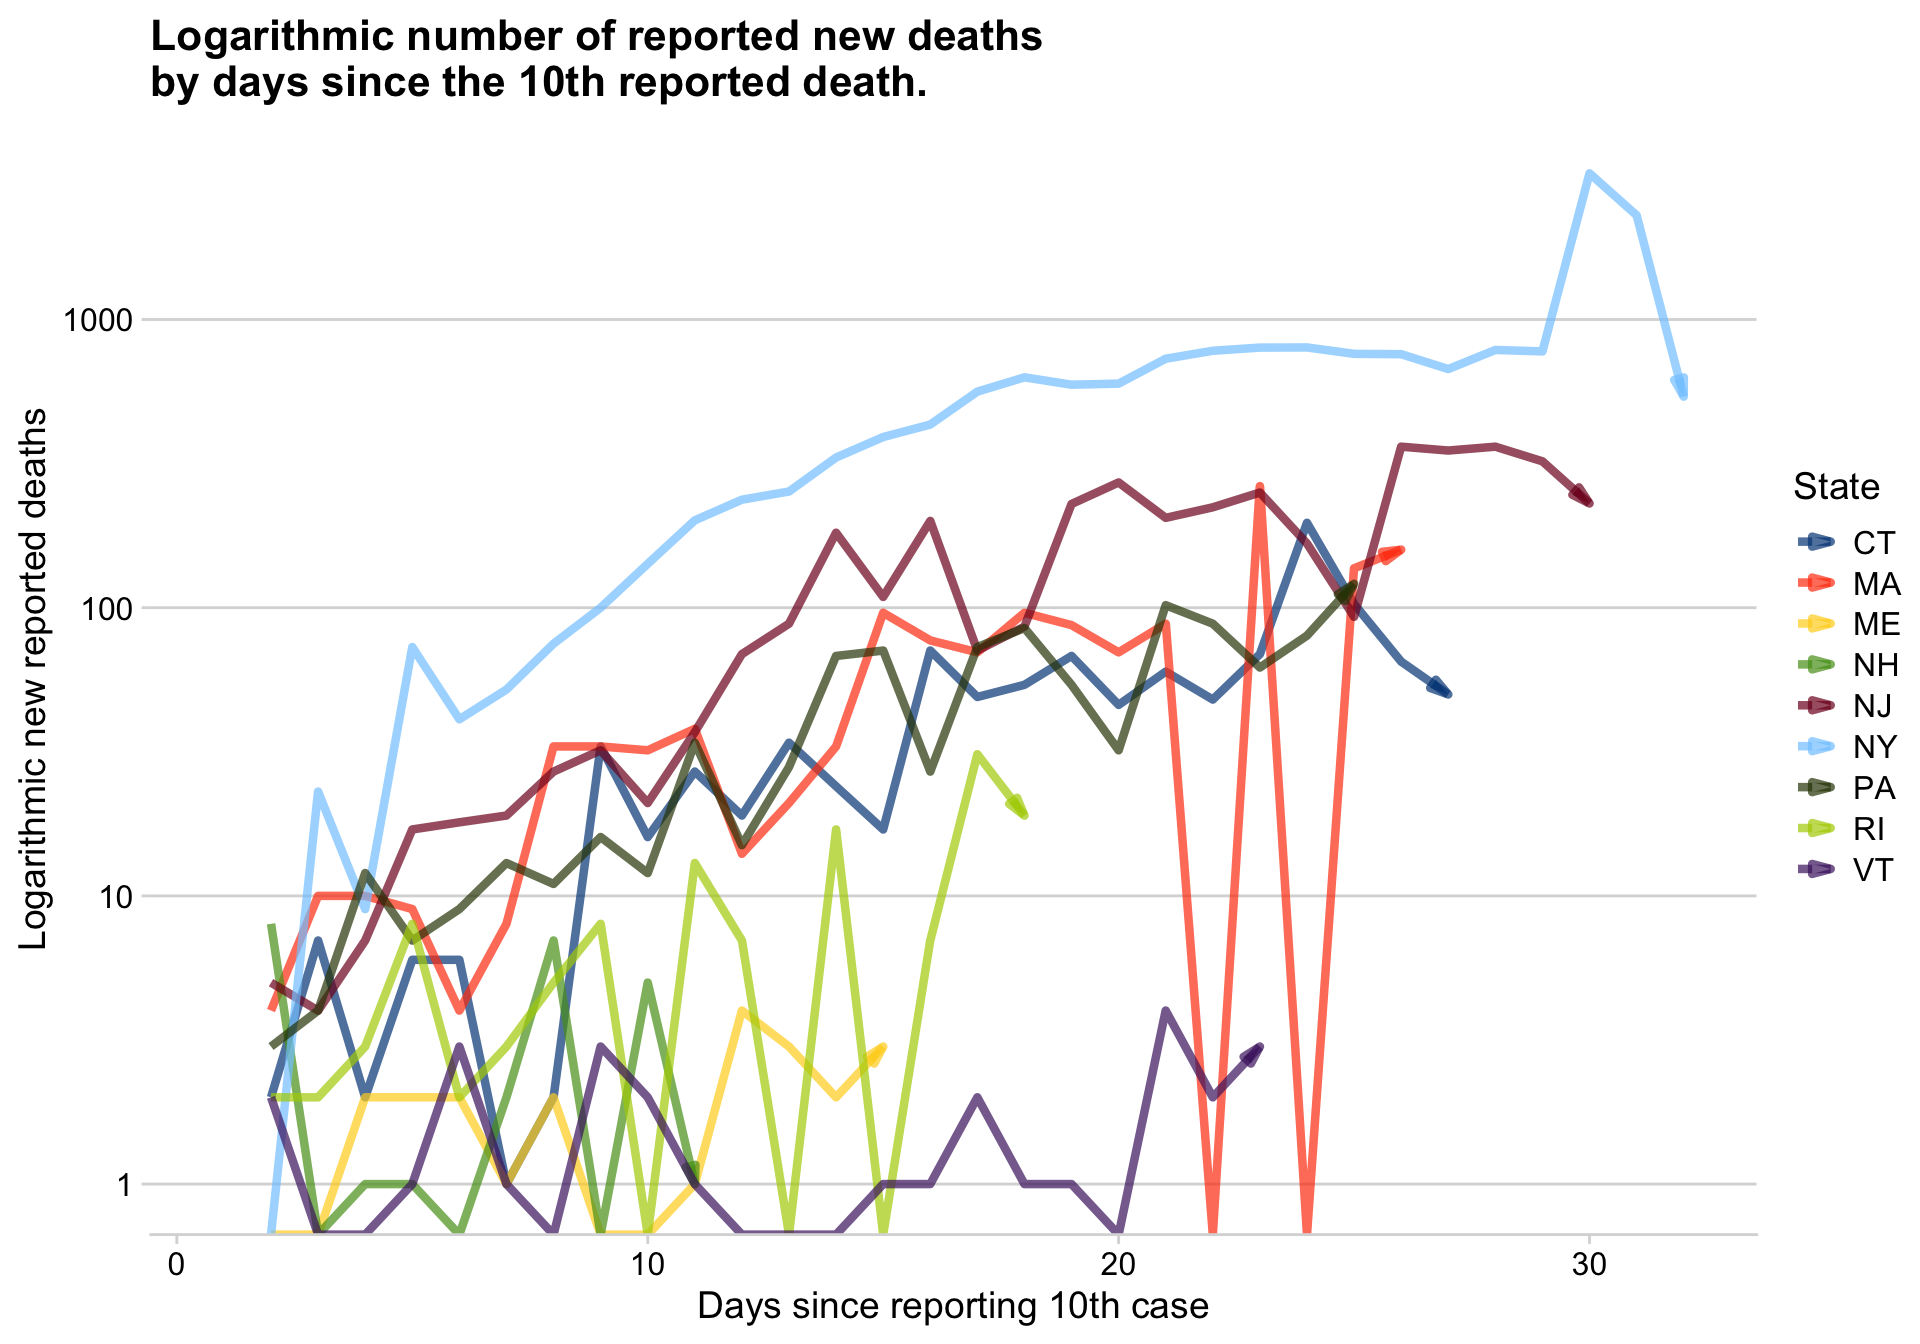 Logarithmic number of reported new deaths
by days since the 10th reported death.
Logarithmic new reported deaths
1000
100
10
1
0
10
20
30
Days since reporting 10th case
State
CT
MA
ME
NH
NJ
NY
PA
RI
VT